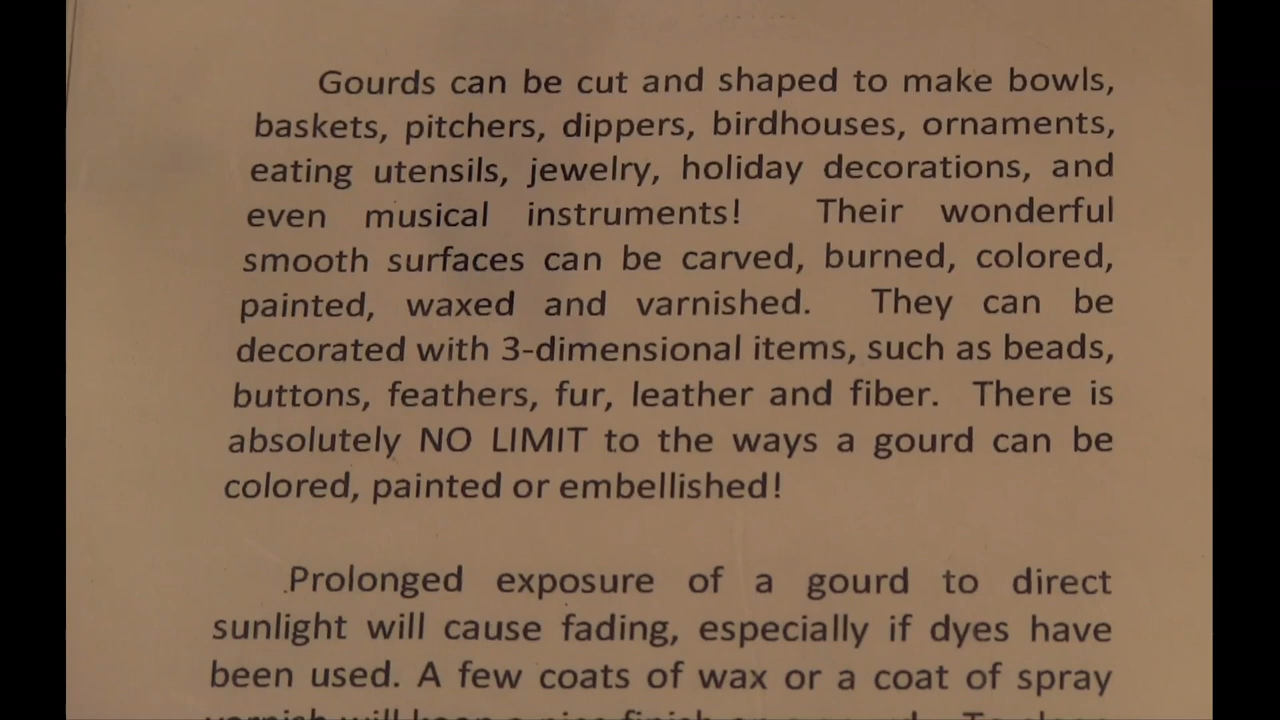 Gourds can be cut and shaped to make bowls,
baskets, pitchers, dippers, birdhouses, ornaments,
eating utensils, jewelry, holiday decorations, and
even musical instruments! Their wonderful
smooth surfaces can be carved, burned, colored,
painted, waxed and varnished. They can be
decorated with 3-dimensional items, such as beads,
buttons, feathers, fur, leather and fiber. There is
absolutely NO LIMIT to the ways a gourd can be
colored, painted or embellished!
Prolonged exposure of a gourd to direct
sunlight will cause fading, especially if dyes have
been used. A few coats of wax or a coat of spray